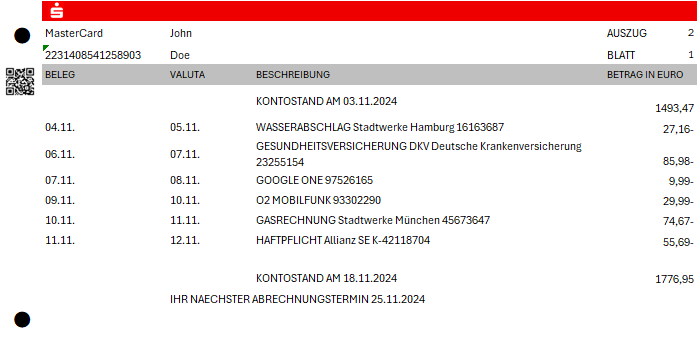 MasterCard John AUSZUG 2
2231408541258903 Doe BLATT 1
BELEG VALUTA BESCHREIBUNG BETRAG IN EURO
KONTOSTAND AM 03.11.2024 1493,47
04.11. 05.11. WASSERABSCHLAG Stadtwerke Hamburg 16163687 27,16-
06.11. 07.11. GESUNDHEITSVERSICHERUNG DKV Deutsche Krankenversicherung
23255154 85,98-
07.11. 08.11. GOOGLE ONE 97526165 9,99-
09.11. 10.11. O2 MOBILFUNK 93302290 29,99-
10.11. 11.11. GASRECHNUNG Stadtwerke München 45673647 74,67-
11.11. 12.11. HAFTPFLICHT Allianz SE K-42118704 55,69-
KONTOSTAND AM 18.11.2024 1776,95
IHR NAECHSTER ABRECHNUNGSTERMIN 25.11.2024